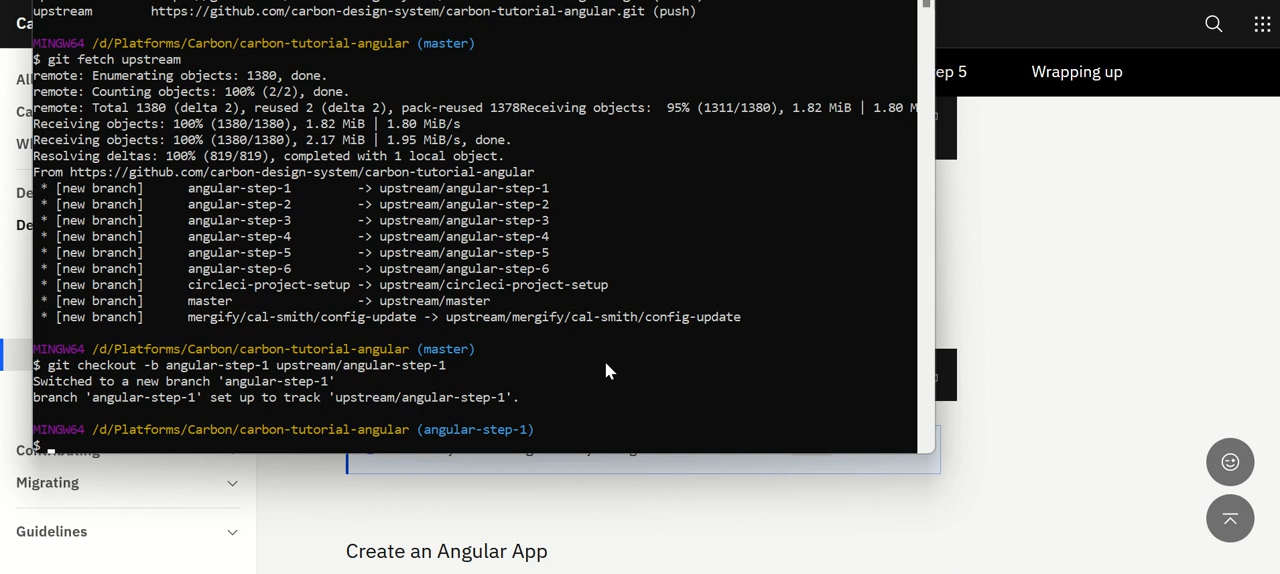 upstream https://github.com/carbon-design-system/carbon-tutorial-angular.git (push)
MINGW64 /d/Platforms/Carbon/carbon-tutorial-angular (master)
$ git fetch upstream
remote: Enumerating objects: 1380, done.
remote: Counting objects: 100% (2/2), done.
remote: Total 1380 (delta 2), reused 2 (delta 2), pack-reused 1378Receiving objects: 95% (1311/1380), 1.82 MiB | 1.80 M
Receiving objects: 100% (1380/1380), 1.82 MiB | 1.80 MiB/s
Receiving objects: 100% (1380/1380), 2.17 MiB | 1.95 MiB/s, done.
Resolving deltas: 100% (819/819), completed with 1 local object.
From https://github.com/carbon-design-system/carbon-tutorial-angular
* [new branch] angular-step-1 -> upstream/angular-step-1
* [new branch] angular-step-2 -> upstream/angular-step-2
* [new branch] angular-step-3 -> upstream/angular-step-3
* [new branch] angular-step-4 -> upstream/angular-step-4
* [new branch] angular-step-5 -> upstream/angular-step-5
* [new branch] angular-step-6 -> upstream/angular-step-6
* [new branch] circleci-project-setup -> upstream/circleci-project-setup
* [new branch] master -> upstream/master
* [new branch] mergify/cal-smith/config-update -> upstream/mergify/cal-smith/config-update
MINGW64 /d/Platforms/Carbon/carbon-tutorial-angular (master)
$ git checkout -b angular-step-1 upstream/angular-step-1
Switched to a new branch 'angular-step-1'
branch 'angular-step-1' set up to track 'upstream/angular-step-1'.
MINGW64 /d/Platforms/Carbon/carbon-tutorial-angular (angular-step-1)
$
Ca
Al
Ca
W
De
De
ep 5
Wrapping up
Contributing
Migrating
Guidelines
Create an Angular App